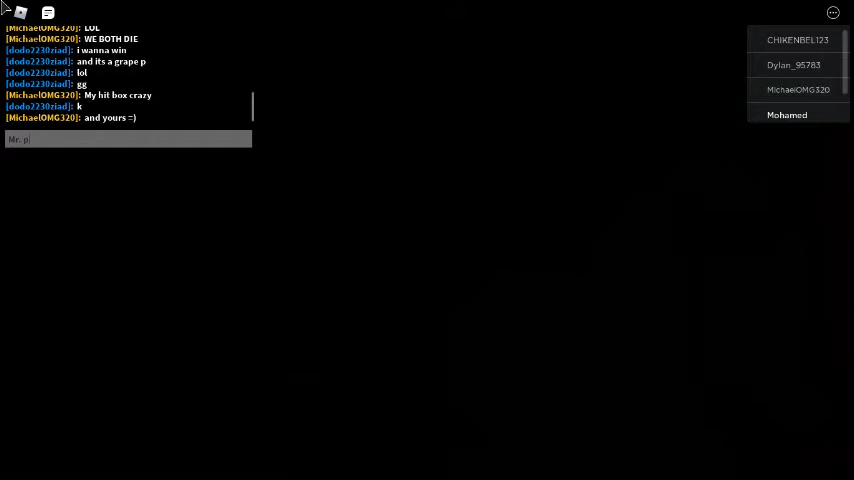 [MichaelOMG320]: LOL
[MichaelOMG320]: WE BOTH DIE
[dodo2230ziad]: i wanna win
[dodo2230ziad]: and its a grape p
[dodo2230ziad]: lol
[dodo2230ziad]: gg
[MichaelOMG320]: My hit box crazy
[dodo2230ziad]: k
[MichaelOMG320]: and yours =)
Mr. p
CHIKENBEL123
Dylan_95783
MichaelOMG320
Mohamed